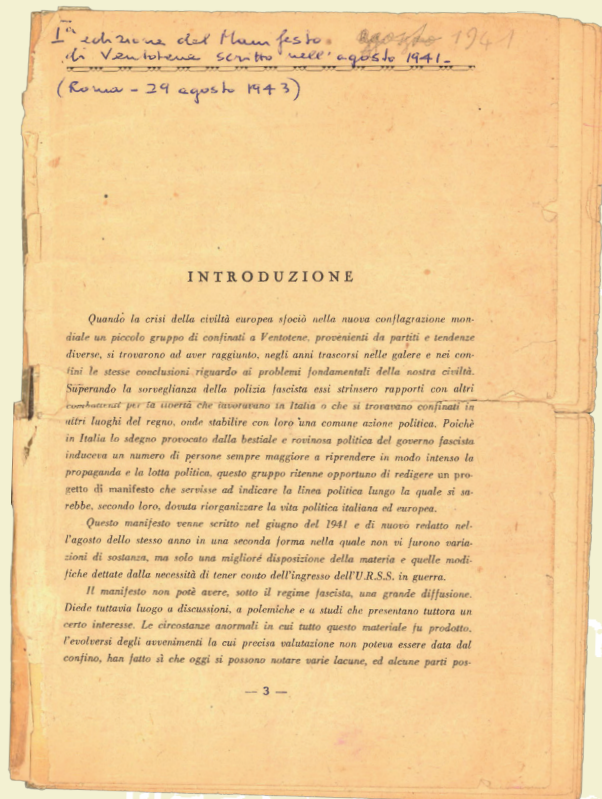 Iª edizione del Manifesto agosto 1941
di Ventotene scritto nell'agosto 1941-
(Roma - 29 agosto 1943)
INTRODUZIONE
Quando la crisi della civiltà europea sfociò nella nuova conflagrazione mon-
diale un piccolo gruppo di confinati a Ventotene, provenienti da partiti e tendenze
diverse, si trovarono ad aver raggiunto, negli anni trascorsi nelle galere e nei con-
fini le stesse conclusioni riguardo ai problemi fondamentali della nostra civiltà.
Superando la sorveglianza della polizia fascista essi strinsero rapporti con altri
combattenti per la libertà che lavoravano in Italia o che si trovavano confinati in
altri luoghi del regno, onde stabilire con loro una comune azione politica. Poichè
in Italia lo sdegno provocato dalla bestiale e rovinosa politica del governo fascista
induceva un numero di persone sempre maggiore a riprendere in modo intenso la
propaganda e la lotta politica, questo gruppo ritenne opportuno di redigere un pro-
getto di manifesto che servisse ad indicare la linea politica lungo la quale si sa-
rebbe, secondo loro, dovuta riorganizzare la vita politica italiana ed europea.
Questo manifesto venne scritto nel giugno del 1941 e di nuovo redatto nel-
l'agosto dello stesso anno in una seconda forma nella quale non vi furono varia-
zioni di sostanza, ma solo una migliore disposizione della materia e quelle modi-
fiche dettate dalla necessità di tener conto dell'ingresso dell'U.R.S.S. in guerra.
Il manifesto non potè avere, sotto il regime fascista, una grande diffusione.
Diede tuttavia luogo a discussioni, a polemiche e a studi che presentano tuttora un
certo interesse. Le circostanze anormali in cui tutto questo materiale fu prodotto,
l'evolversi degli avvenimenti la cui precisa valutazione non poteva essere data dal
confino, han fatto sì che oggi si possono notare varie lacune, ed alcune parti pos-
— 3 —